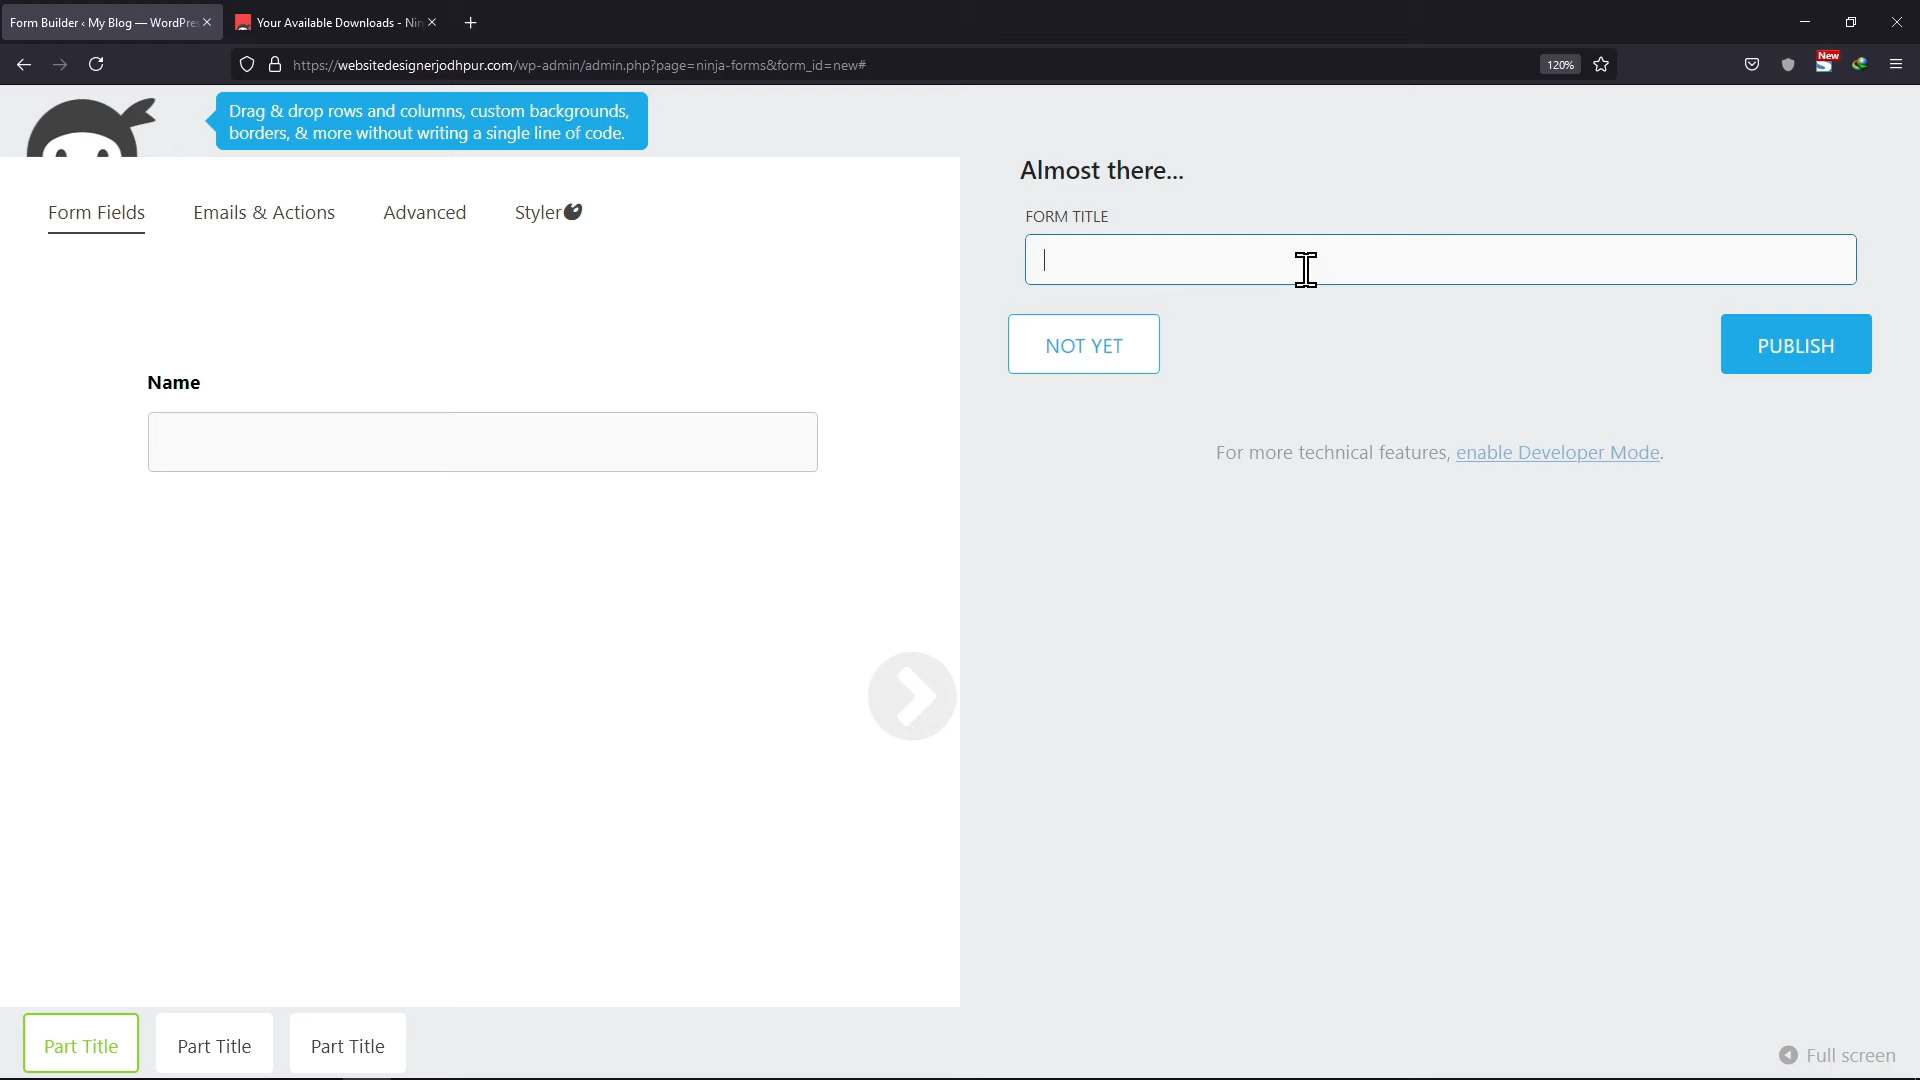 Form Builder ‹ My Blog — WordPres
Your Available Downloads - Nin
https://websitedesignerjodhpur.com/wp-admin/admin.php?page=ninja-forms&form_id=new#
120%
New
Drag & drop rows and columns, custom backgrounds,
borders, & more without writing a single line of code.
Almost there...
Form Fields
Emails & Actions
Advanced
Styler
FORM TITLE
NOT YET
PUBLISH
Name
For more technical features, enable Developer Mode.
Part Title
Part Title
Part Title
Full screen